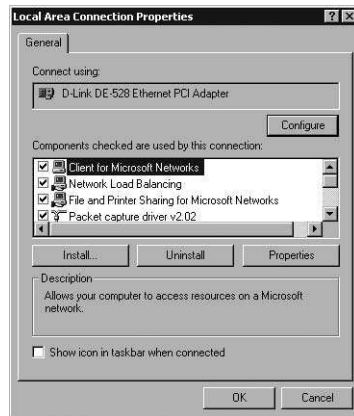 Local Area Connection Properties
General
Connect using:
D-Link DE-528 Ethernet PCI Adapter
Configure
Components checked are used by this connection:
Client for Microsoft Networks
Network Load Balancing
File and Printer Sharing for Microsoft Networks
Packet capture driver v2.02
Install... Uninstall Properties
Description
Allows your computer to access resources on a Microsoft
network.
Show icon in taskbar when connected
OK Cancel